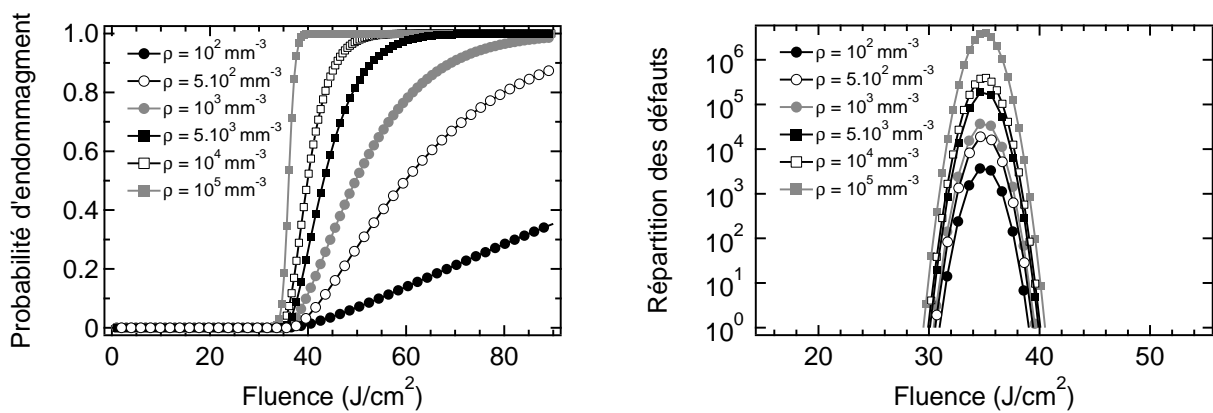 Probabilité d'endommagment
1.0
0.8
0.6
0.4
0.2
0
ρ = 10² mm⁻³
ρ = 5.10² mm⁻³
ρ = 10³ mm⁻³
ρ = 5.10³ mm⁻³
ρ = 10⁴ mm⁻³
ρ = 10⁵ mm⁻³
0 20 40 60 80
Fluence (J/cm²)
Répartition des défauts
10⁶
10⁵
10⁴
10³
10²
10¹
10⁰
ρ = 10² mm⁻³
ρ = 5.10² mm⁻³
ρ = 10³ mm⁻³
ρ = 5.10³ mm⁻³
ρ = 10⁴ mm⁻³
ρ = 10⁵ mm⁻³
20 30 40 50
Fluence (J/cm²)